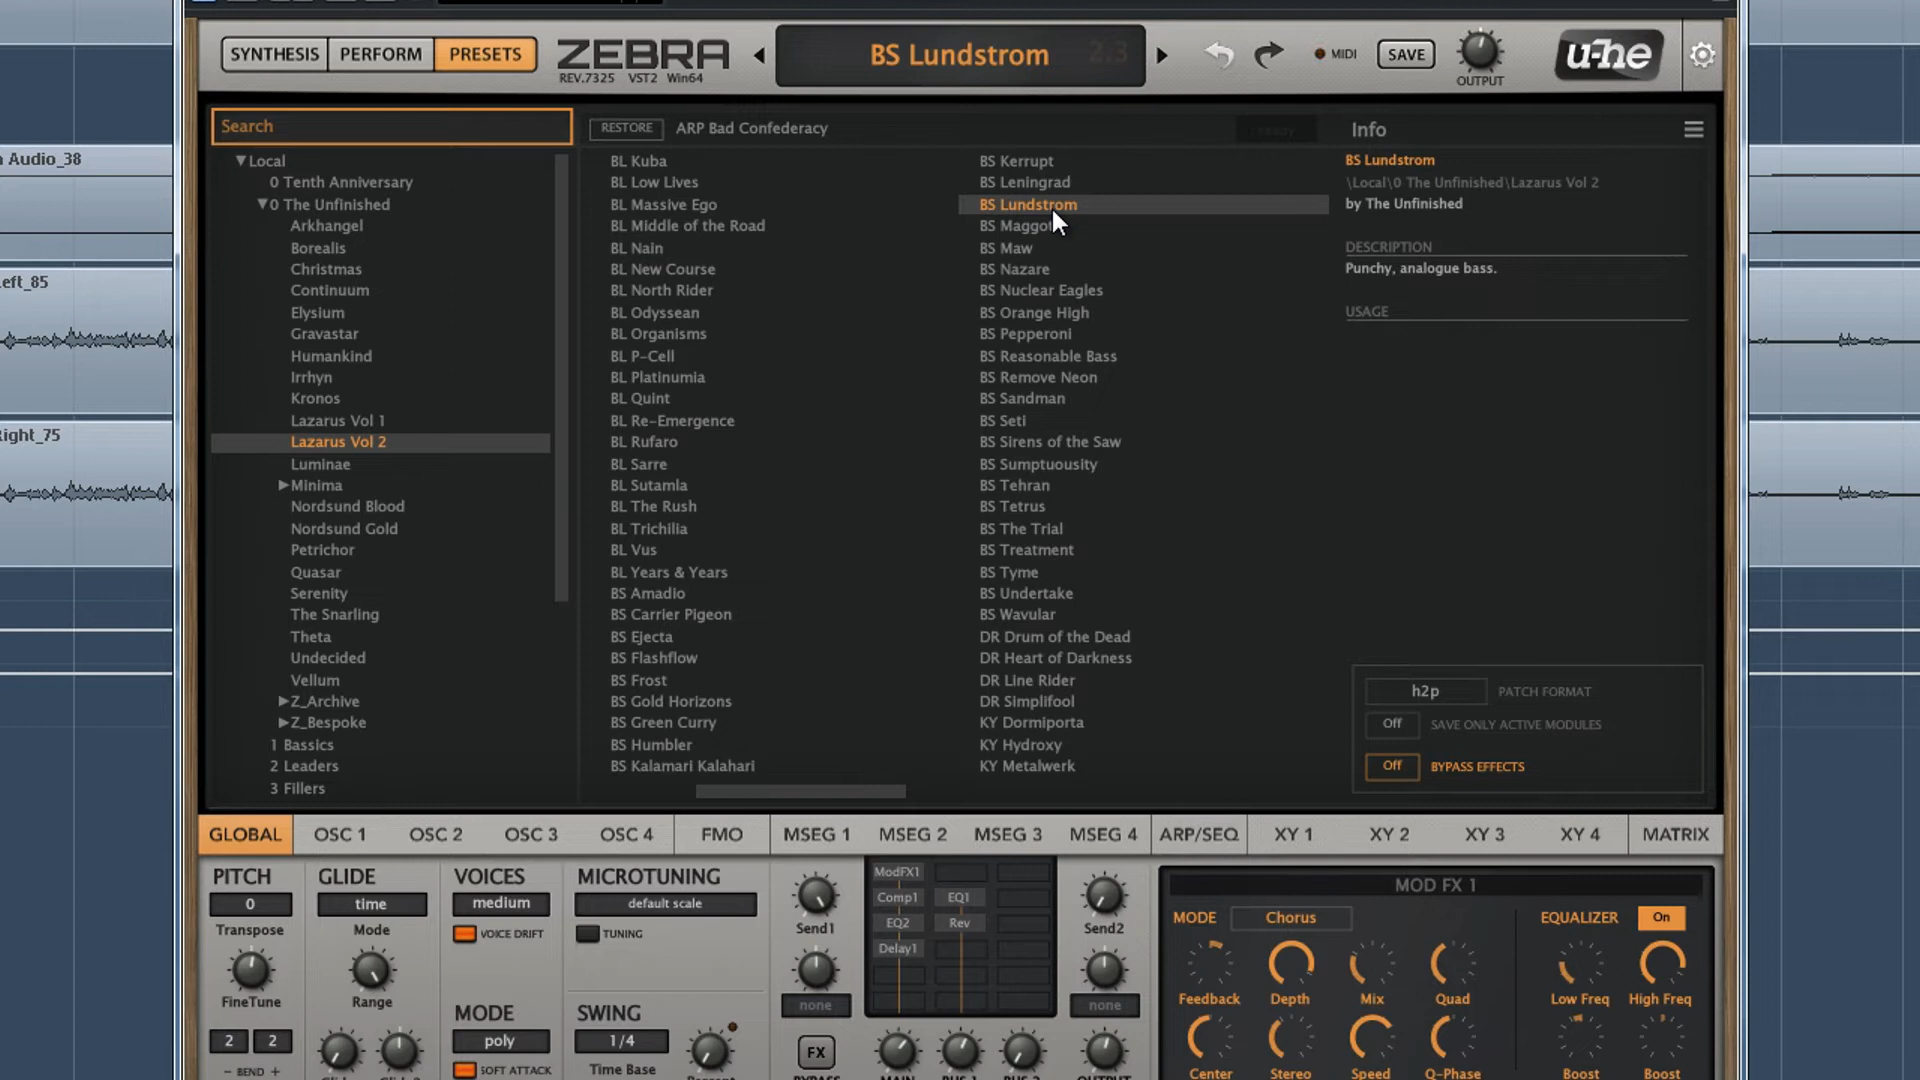 SYNTHESIS PERFORM PRESETS
ZEBRA
REV.7325 VST2 Win64
BS Lundstrom 2.3
MIDI SAVE
OUTPUT
u-he
Audio_38
eft_85
ight_75
Search
Local
0 Tenth Anniversary
0 The Unfinished
Arkhangel
Borealis
Christmas
Continuum
Elysium
Gravastar
Humankind
Irrhyn
Kronos
Lazarus Vol 1
Lazarus Vol 2
Luminae
Minima
Nordsund Blood
Nordsund Gold
Petrichor
Quasar
Serenity
The Snarling
Theta
Undecided
Vellum
Z_Archive
Z_Bespoke
1 Bassics
2 Leaders
3 Fillers
RESTORE ARP Bad Confederacy
BL Kuba
BL Low Lives
BL Massive Ego
BL Middle of the Road
BL Nain
BL New Course
BL North Rider
BL Odyssean
BL Organisms
BL P-Cell
BL Platinumia
BL Quint
BL Re-Emergence
BL Rufaro
BL Sarre
BL Sutamla
BL The Rush
BL Trichilia
BL Vus
BL Years & Years
BS Amadio
BS Carrier Pigeon
BS Ejecta
BS Flashflow
BS Frost
BS Gold Horizons
BS Green Curry
BS Humbler
BS Kalamari Kalahari
BS Kerrupt
BS Leningrad
BS Lundstrom
BS Maggot
BS Maw
BS Nazare
BS Nuclear Eagles
BS Orange High
BS Pepperoni
BS Reasonable Bass
BS Remove Neon
BS Sandman
BS Seti
BS Sirens of the Saw
BS Sumptuousity
BS Tehran
BS Tetrus
BS The Trial
BS Treatment
BS Tyme
BS Undertake
BS Wavular
DR Drum of the Dead
DR Heart of Darkness
DR Line Rider
DR Simplifool
KY Dormiporta
KY Hydroxy
KY Metalwerk
Info
BS Lundstrom
\Local\0 The Unfinished\Lazarus Vol 2
by The Unfinished
DESCRIPTION
Punchy, analogue bass.
USAGE
h2p PATCH FORMAT
Off SAVE ONLY ACTIVE MODULES
Off BYPASS EFFECTS
GLOBAL OSC 1 OSC 2 OSC 3 OSC 4 FMO MSEG 1 MSEG 2 MSEG 3 MSEG 4 ARP/SEQ XY 1 XY 2 XY 3 XY 4 MATRIX
PITCH
0
Transpose
FineTune
2 2
- BEND +
GLIDE
time
Mode
Range
VOICES
medium
VOICE DRIFT
MODE
poly
SOFT ATTACK
MICROTUNING
default scale
TUNING
SWING
1/4
Time Base
Send1
none
FX
BYPASS
ModFX1
Comp1 EQ1
EQ2 Rev
Delay1
MAIN BUS 1 BUS 2
Send2
none
OUTPUT
MOD FX 1
MODE Chorus EQUALIZER On
Feedback Depth Mix Quad Low Freq High Freq
Center Stereo Speed Q-Phase Boost Boost